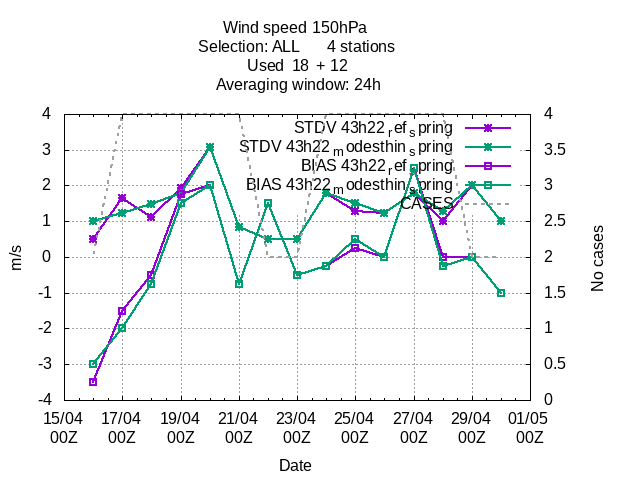 Wind speed 150hPa
Selection: ALL 4 stations
Used 18 + 12
Averaging window: 24h
STDV 43h22_ref_spring
STDV 43h22_modesthin_spring
BIAS 43h22_ref_spring
BIAS 43h22_modesthin_spring
CASES
4 3 2 1 0 -1 -2 -3 -4
m/s
4 3.5 3 2.5 2 1.5 1 0.5 0
No cases
15/04 17/04 19/04 21/04 23/04 25/04 27/04 29/04 01/05
00Z 00Z 00Z 00Z 00Z 00Z 00Z 00Z 00Z
Date